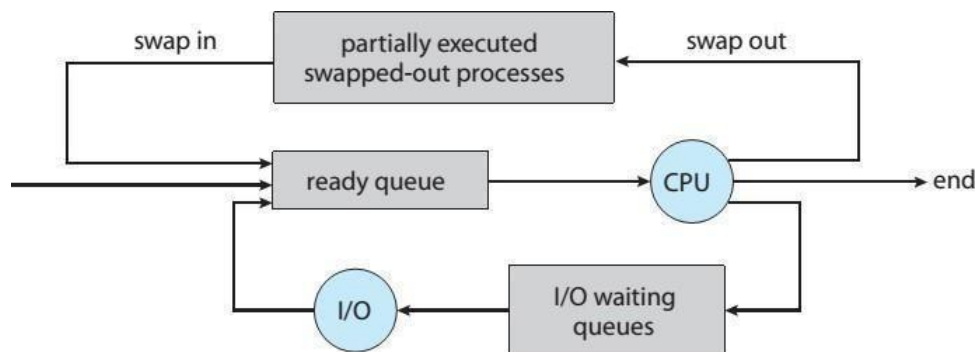 swap in
partially executed
swapped-out processes
swap out
ready queue
CPU
end
I/O
I/O waiting
queues